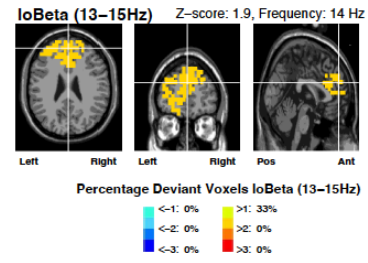 loBeta (13–15Hz) Z-score: 1.9, Frequency: 14 Hz
Left Right Left Right Pos Ant
Percentage Deviant Voxels loBeta (13–15Hz)
<-1: 0% >1: 33%
<-2: 0% >2: 0%
<-3: 0% >3: 0%